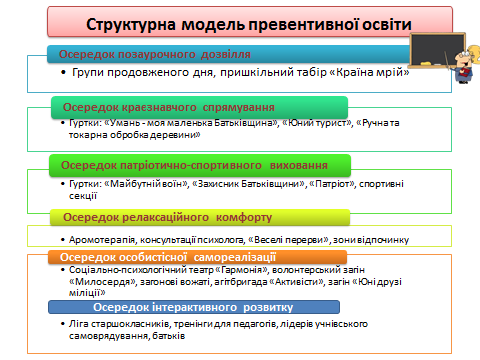 Структурна модель превентивної освіти
Осередок позаурочного дозвілля
• Групи продовженого дня, пришкільний табір «Країна мрій»
Осередок краєзнавчого спрямування
• Гуртки: «Умань - моя маленька Батьківщина», «Юний турист», «Ручна та
токарна обробка деревини»
Осередок патріотично-спортивного виховання
• Гуртки: «Майбутній воїн», «Захисник Батьківщини», «Патріот», спортивні
секції
Осередок релаксаційного комфорту
• Аромотерапія, консультації психолога, «Веселі перерви», зони відпочинку
Осередок особистісної самореалізації
• Соціально-психологічний театр «Гармонія», волонтерський загін
«Милосердя», загонові вожаті, агітбригада «Активісти», загін «Юні друзі
міліції»
Осередок інтерактивного розвитку
• Ліга старшокласників, тренінги для педагогів, лідерів учнівського
самоврядування, батьків